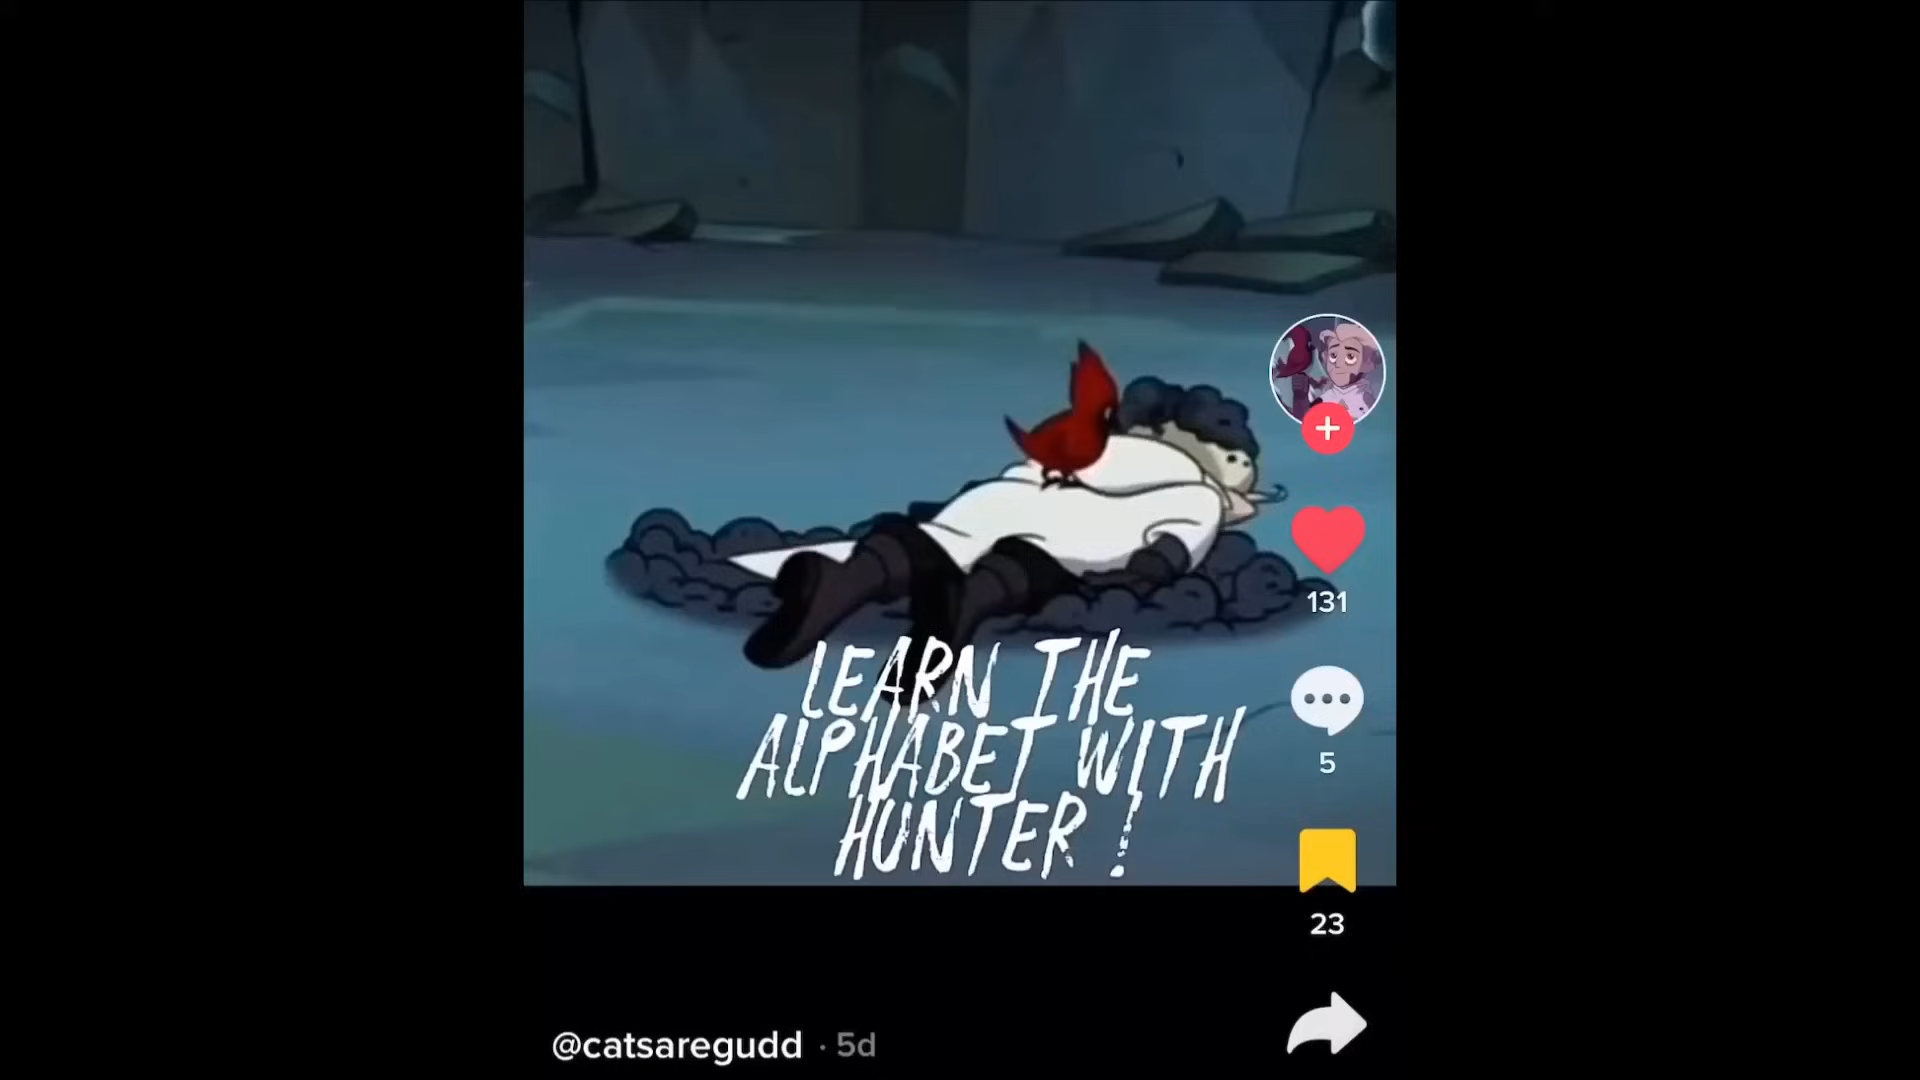 LEARN THE
ALPHABET WITH
HUNTER !
131
5
23
@catsaregudd · 5d